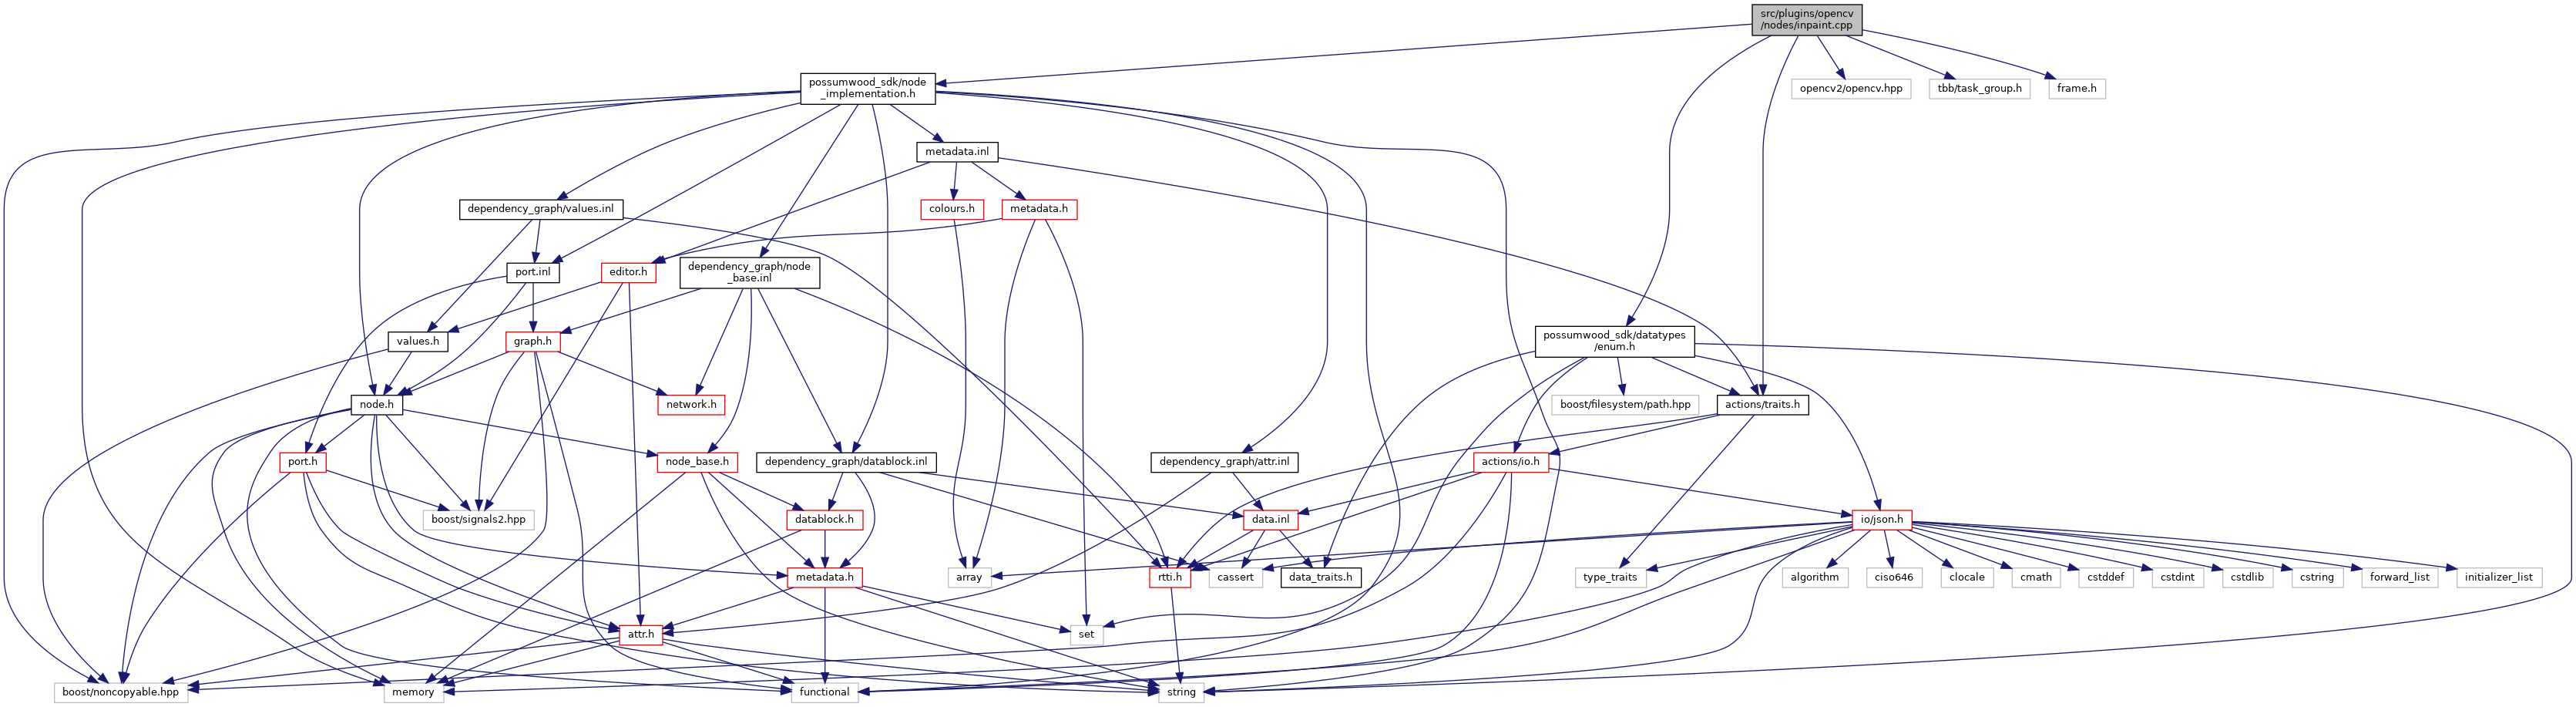 src/plugins/opencv
/nodes/inpaint.cpp
possumwood_sdk/node
_implementation.h
opencv2/opencv.hpp
tbb/task_group.h
frame.h
metadata.inl
dependency_graph/values.inl
colours.h
metadata.h
port.inl
editor.h
dependency_graph/node
_base.inl
values.h
graph.h
possumwood_sdk/datatypes
/enum.h
node.h
network.h
boost/filesystem/path.hpp
actions/traits.h
port.h
node_base.h
dependency_graph/datablock.inl
dependency_graph/attr.inl
actions/io.h
boost/signals2.hpp
datablock.h
data.inl
io/json.h
metadata.h
array
rtti.h
cassert
data_traits.h
type_traits
algorithm
ciso646
clocale
cmath
cstddef
cstdint
cstdlib
cstring
forward_list
initializer_list
attr.h
set
boost/noncopyable.hpp
memory
functional
string